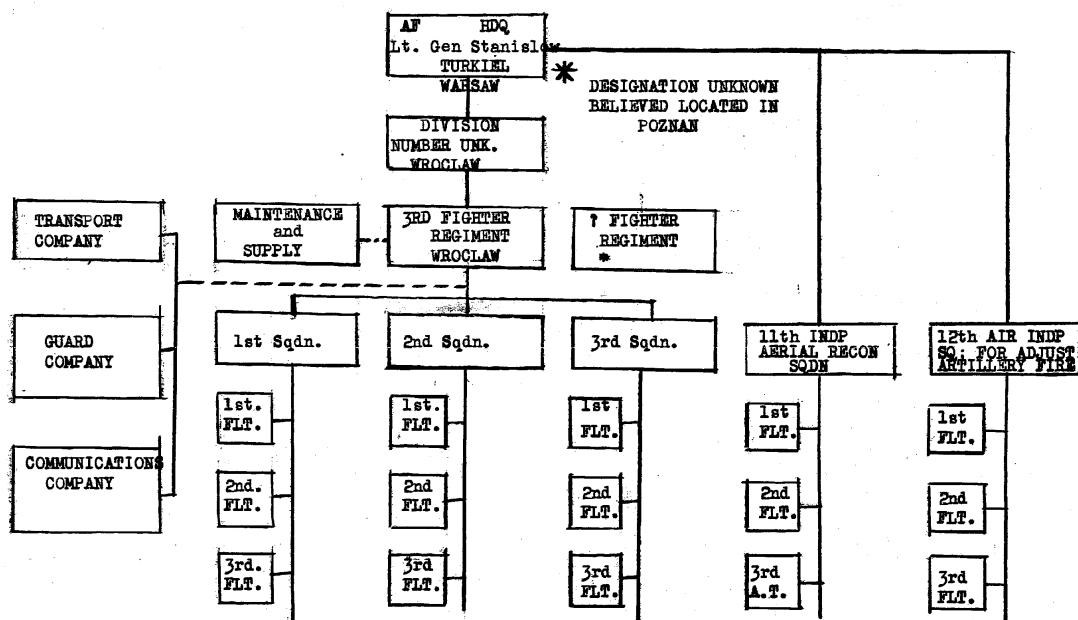 AF HDQ
Lt. Gen Stanislow
TURKIEL
WARSAW
* DESIGNATION UNKNOWN
BELIEVED LOCATED IN
POZNAN
DIVISION
NUMBER UNK.
WROCLAW
TRANSPORT
COMPANY
MAINTENANCE
and
SUPPLY
3RD FIGHTER
REGIMENT
WROCLAW
? FIGHTER
REGIMENT
*
GUARD
COMPANY
1st Sqdn.
2nd Sqdn.
3rd Sqdn.
11th INDP
AERIAL RECON
SQDN
12th AIR INDP
SQ: FOR ADJUST
ARTILLERY FIRE
COMMUNICATIONS
COMPANY
1st.
FLT.
1st.
FLT.
1st
FLT.
1st
FLT.
1st
FLT.
2nd.
FLT.
2nd
FLT.
2nd
FLT.
2nd
FLT.
2nd
FLT.
3rd.
FLT.
3rd
FLT.
3rd
FLT.
3rd
A.T.
3rd
FLT.